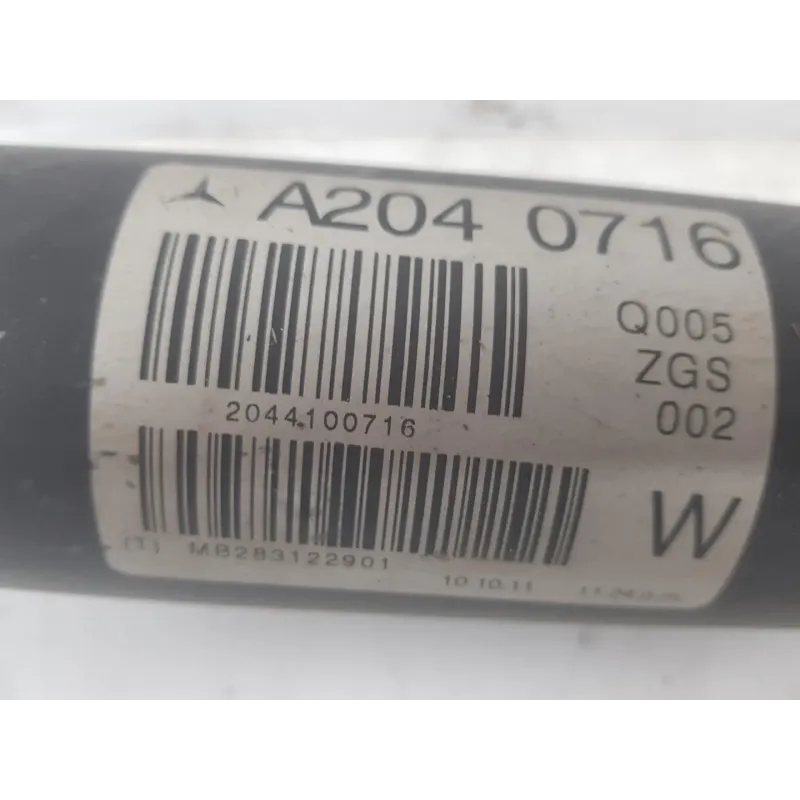 A204 0716
Q005
ZGS
002
2044100716
W
(T) MB283122901
10.10.11